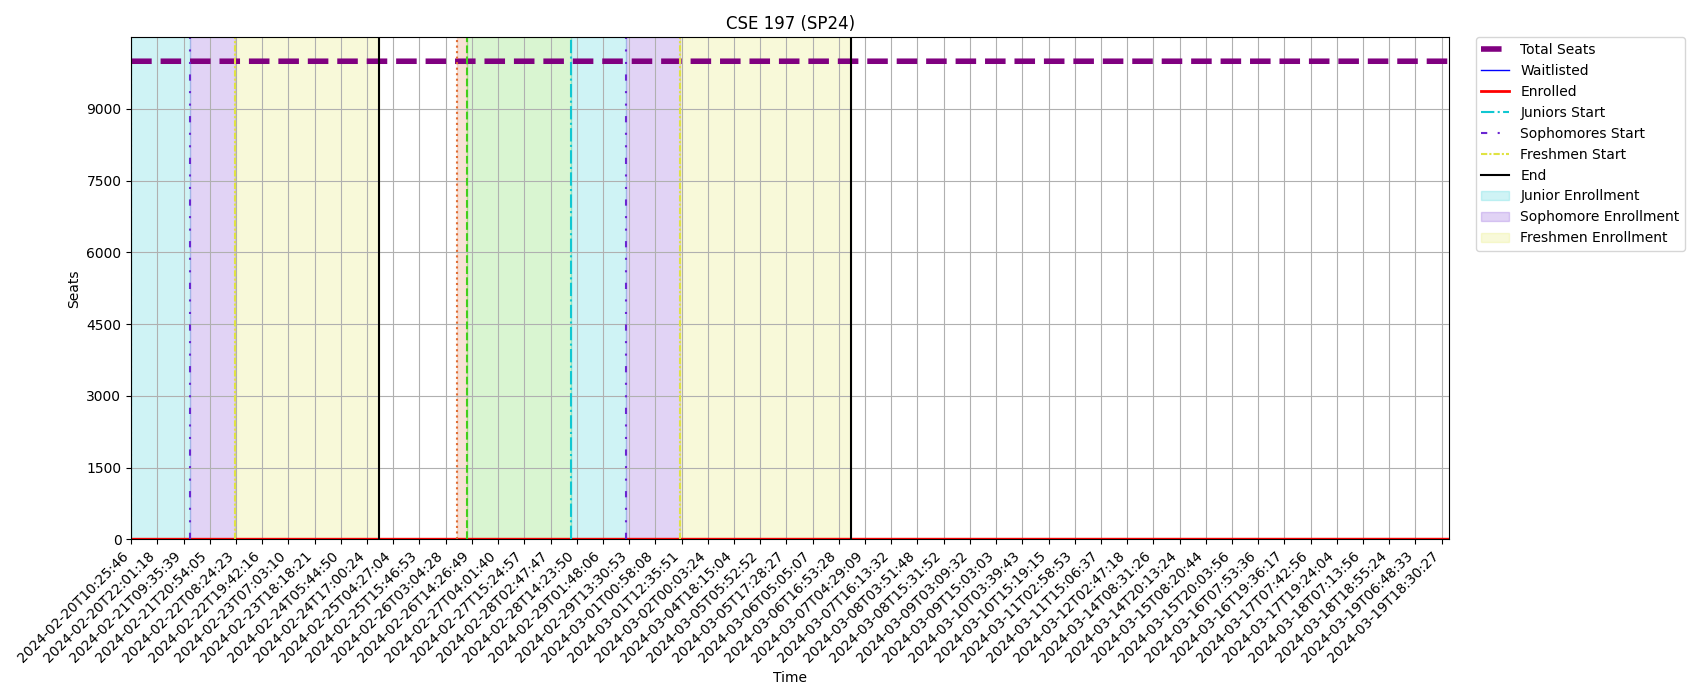 CSE 197 (SP24)
Total Seats
Waitlisted
Enrolled
Juniors Start
Sophomores Start
Freshmen Start
End
Junior Enrollment
Sophomore Enrollment
Freshmen Enrollment
Seats
9000
7500
6000
4500
3000
1500
0
2024-02-20T10:25:46
2024-02-20T22:01:18
2024-02-21T09:35:39
2024-02-21T20:54:05
2024-02-22T08:24:23
2024-02-22T19:42:16
2024-02-23T07:03:10
2024-02-23T18:18:21
2024-02-24T05:44:50
2024-02-24T17:00:24
2024-02-25T04:27:04
2024-02-25T15:46:53
2024-02-26T03:04:28
2024-02-26T14:26:49
2024-02-27T04:01:40
2024-02-27T15:24:57
2024-02-28T02:47:47
2024-02-28T14:23:50
2024-02-29T01:48:06
2024-02-29T13:30:53
2024-03-01T00:58:08
2024-03-01T12:35:51
2024-03-02T00:03:24
2024-03-04T18:15:04
2024-03-05T05:52:52
2024-03-05T17:28:27
2024-03-06T05:05:07
2024-03-06T16:53:28
2024-03-07T04:29:09
2024-03-07T16:13:32
2024-03-08T03:51:48
2024-03-08T15:31:52
2024-03-09T03:09:32
2024-03-09T15:03:03
2024-03-10T03:39:43
2024-03-10T15:19:15
2024-03-11T02:58:53
2024-03-11T15:06:37
2024-03-12T02:47:18
2024-03-14T08:31:26
2024-03-14T20:13:24
2024-03-15T08:20:44
2024-03-15T20:03:56
2024-03-16T07:53:36
2024-03-16T19:36:17
2024-03-17T07:42:56
2024-03-17T19:24:04
2024-03-18T07:13:56
2024-03-18T18:55:24
2024-03-19T06:48:33
2024-03-19T18:30:27
Time